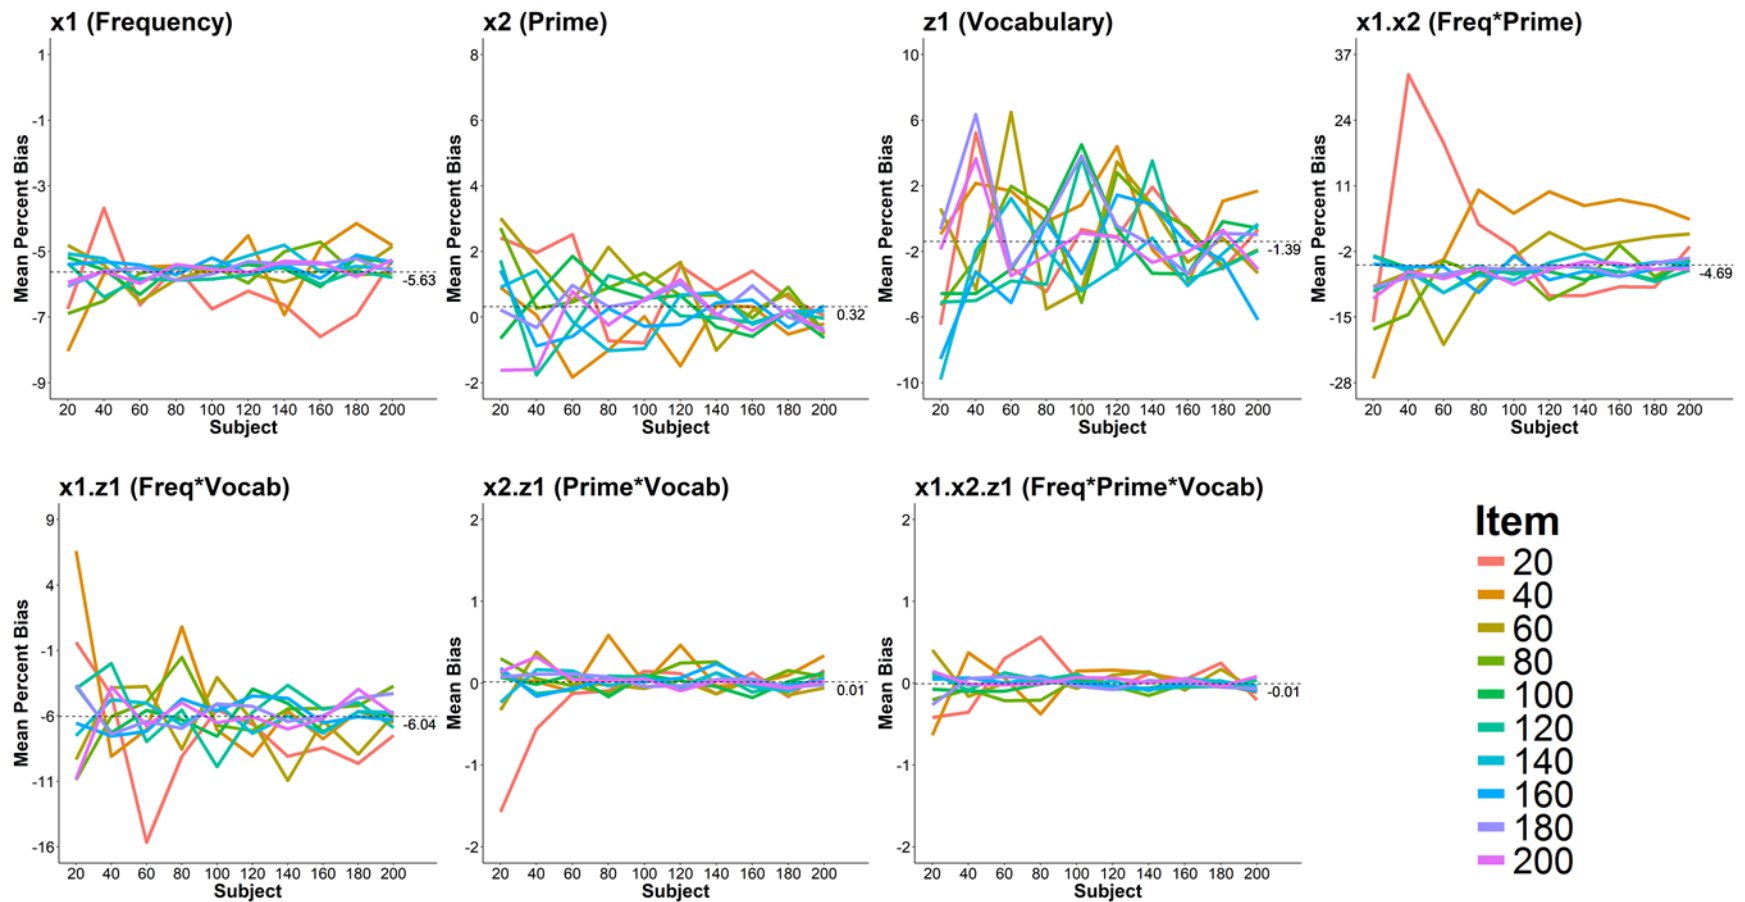 x1 (Frequency)
Mean Percent Bias
1
-1
-3
-5
-7
-9
-5.63
20 40 60 80 100 120 140 160 180 200
Subject
x2 (Prime)
Mean Percent Bias
8
6
4
2
0
-2
0.32
20 40 60 80 100 120 140 160 180 200
Subject
z1 (Vocabulary)
Mean Percent Bias
10
6
2
-2
-6
-10
-1.39
20 40 60 80 100 120 140 160 180 200
Subject
x1.x2 (Freq*Prime)
Mean Percent Bias
37
24
11
-2
-15
-28
-4.69
20 40 60 80 100 120 140 160 180 200
Subject
x1.z1 (Freq*Vocab)
Mean Percent Bias
9
4
-1
-6
-11
-16
-6.04
20 40 60 80 100 120 140 160 180 200
Subject
x2.z1 (Prime*Vocab)
Mean Bias
2
1
0
-1
-2
0.01
20 40 60 80 100 120 140 160 180 200
Subject
x1.x2.z1 (Freq*Prime*Vocab)
Mean Bias
2
1
0
-1
-2
-0.01
20 40 60 80 100 120 140 160 180 200
Subject
Item
20
40
60
80
100
120
140
160
180
200